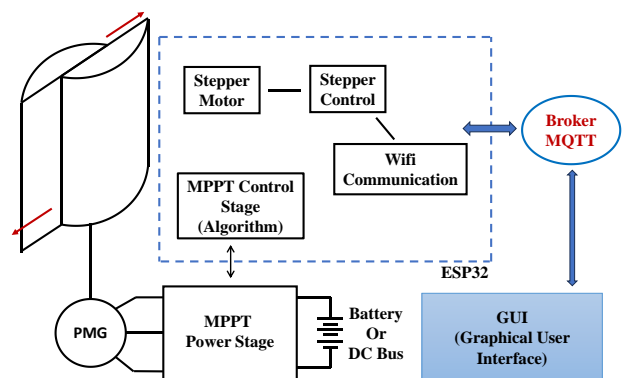 Stepper
Motor
Stepper
Control
Broker
MQTT
Wifi
Communication
MPPT Control
Stage
(Algorithm)
ESP32
PMG
MPPT
Power Stage
Battery
Or
DC Bus
GUI
(Graphical User
Interface)